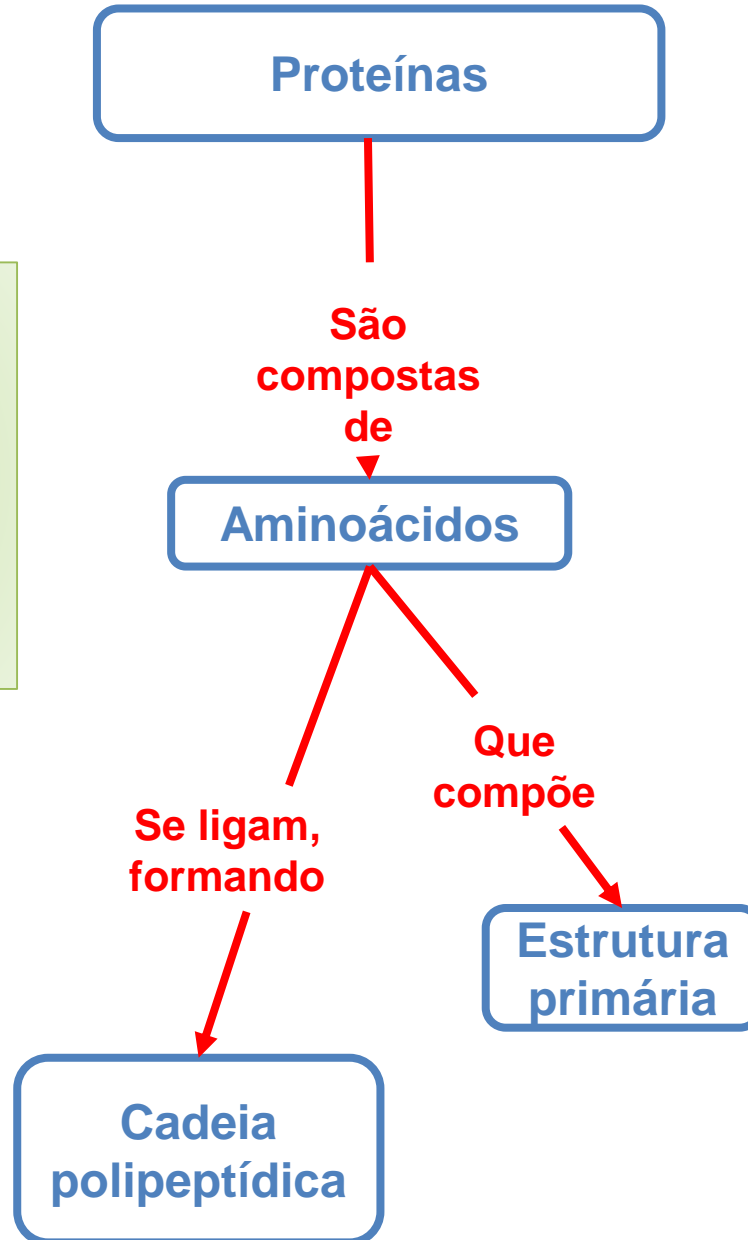 Proteínas
São
compostas
de
Aminoácidos
Que
compõe
Se ligam,
formando
Estrutura
primária
Cadeia
polipeptídica